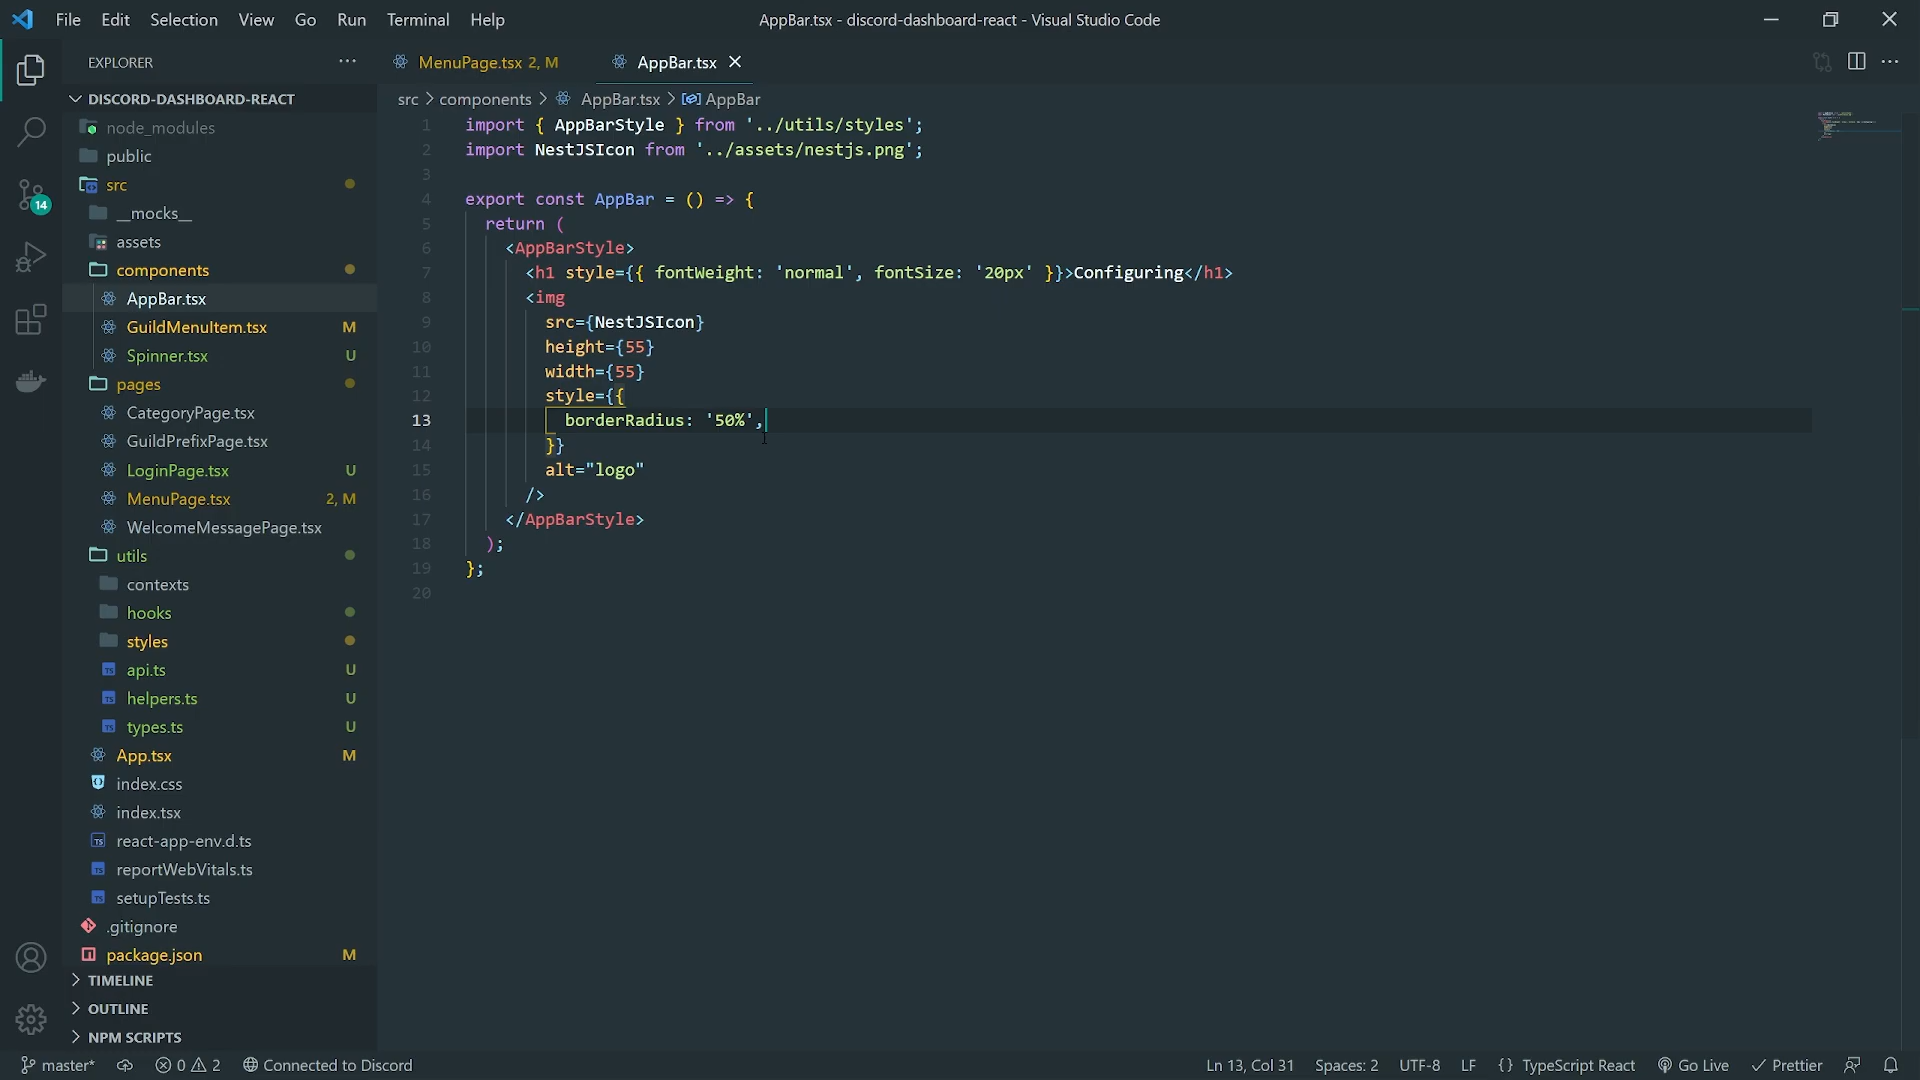 File Edit Selection View Go Run Terminal Help
AppBar.tsx - discord-dashboard-react - Visual Studio Code
EXPLORER
MenuPage.tsx 2, M
AppBar.tsx
DISCORD-DASHBOARD-REACT
node_modules
public
src
__mocks__
assets
components
AppBar.tsx
GuildMenuItem.tsx M
Spinner.tsx U
pages
CategoryPage.tsx
GuildPrefixPage.tsx
LoginPage.tsx U
MenuPage.tsx 2, M
WelcomeMessagePage.tsx
utils
contexts
hooks
styles
api.ts U
helpers.ts U
types.ts U
App.tsx M
index.css
index.tsx
react-app-env.d.ts
reportWebVitals.ts
setupTests.ts
.gitignore
package.json M
TIMELINE
OUTLINE
NPM SCRIPTS
14
src > components > AppBar.tsx > AppBar
1 import { AppBarStyle } from '../utils/styles';
2 import NestJSIcon from '../assets/nestjs.png';
3
4 export const AppBar = () => {
5 return (
6 <AppBarStyle>
7 <h1 style={{ fontWeight: 'normal', fontSize: '20px' }}>Configuring</h1>
8 <img
9 src={NestJSIcon}
10 height={55}
11 width={55}
12 style={{
13 borderRadius: '50%',
14 }}
15 alt="logo"
16 />
17 </AppBarStyle>
18 );
19 };
20
master* 0 2 Connected to Discord
Ln 13, Col 31 Spaces: 2 UTF-8 LF {} TypeScript React Go Live Prettier